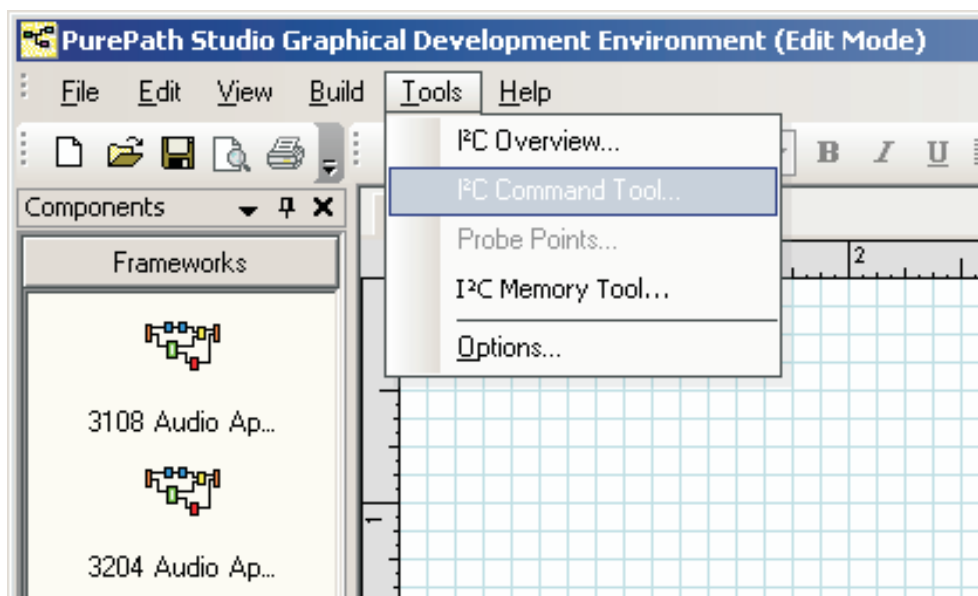 PurePath Studio Graphical Development Environment (Edit Mode)
File Edit View Build Tools Help
I²C Overview...
B I U
I²C Command Tool...
Components
Probe Points...
Frameworks
2
I²C Memory Tool...
Options...
3108 Audio Ap...
1
3204 Audio Ap...